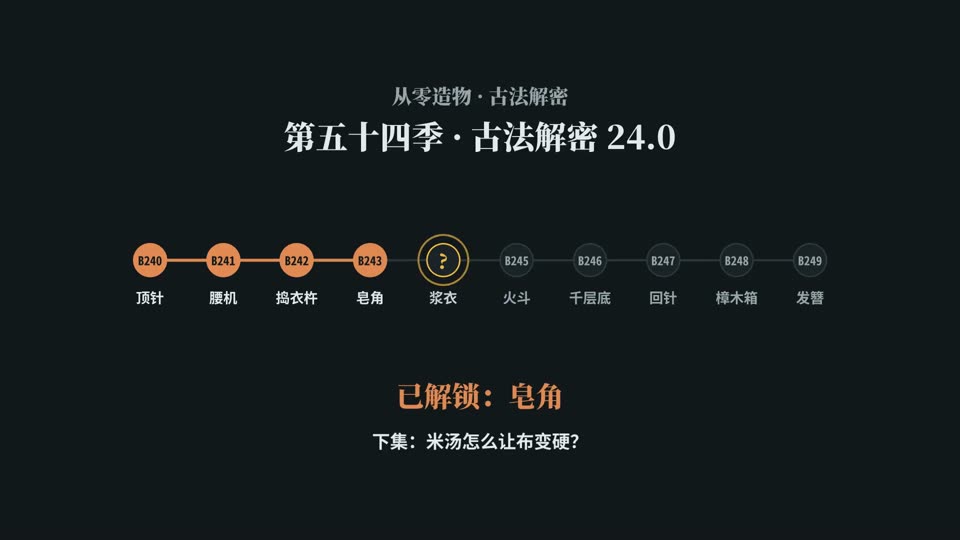 从零造物 · 古法解密
第五十四季 · 古法解密 24.0
B240 B241 B242 B243 ? B245 B246 B247 B248 B249
顶针 腰机 捣衣杵 皂角 浆衣 火斗 千层底 回针 樟木箱 发簪
已解锁：皂角
下集：米汤怎么让布变硬？